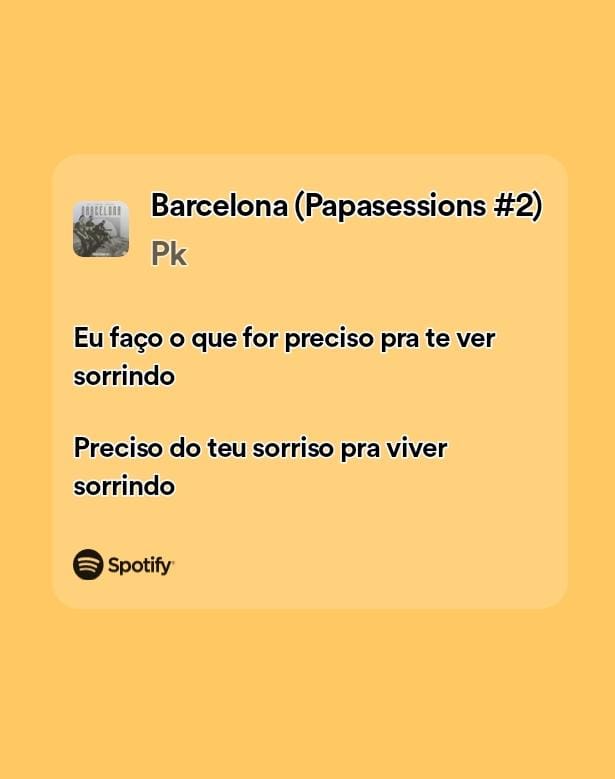 BARCELONA
Barcelona (Papasessions #2)
Pk
Eu faço o que for preciso pra te ver
sorrindo
Preciso do teu sorriso pra viver
sorrindo
Spotify